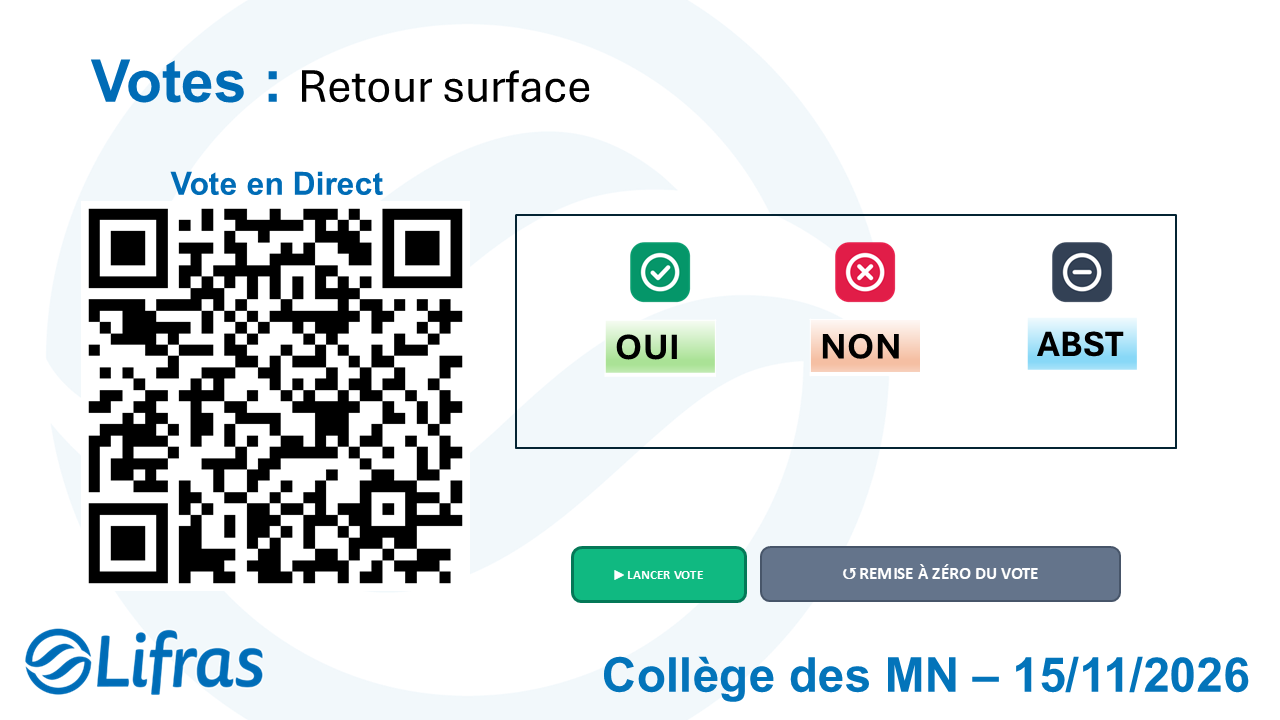 Votes : Retour surface
Vote en Direct
OUI
NON
ABST
▶ LANCER VOTE
↺ REMISE À ZÉRO DU VOTE
Lifras
Collège des MN – 15/11/2026